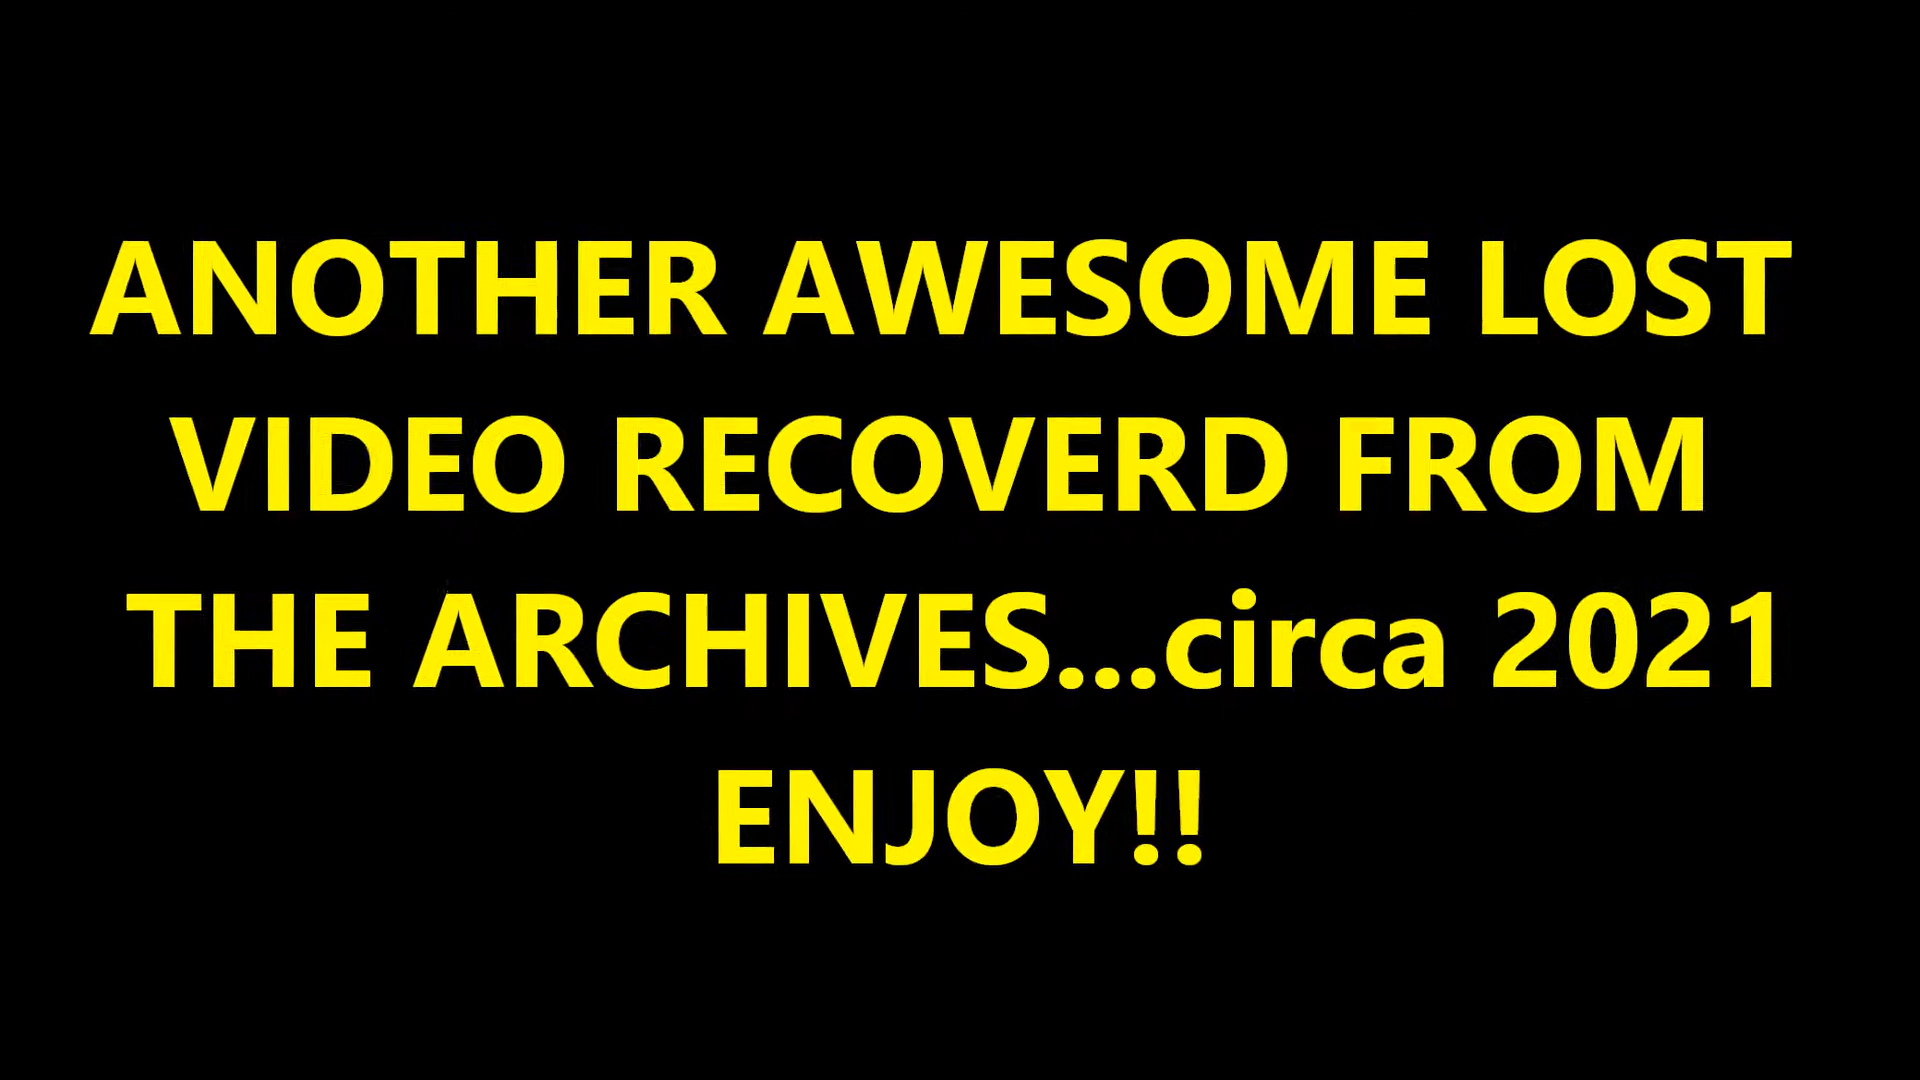 ANOTHER AWESOME LOST
VIDEO RECOVERD FROM
THE ARCHIVES...circa 2021
ENJOY!!